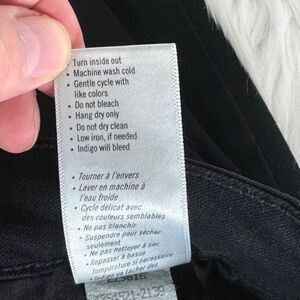 Turn inside out
• Machine wash cold
• Gentle cycle with
like colors
• Do not bleach
• Hang dry only
• Do not dry clean
• Low iron, if needed
• Indigo will bleed
• Tourner à l'envers
• Laver en machine à
l'eau froide
• Cycle délicat avec
des couleurs semblables
• Ne pas blanchir
• Suspendre pour sécher
seulement
• Ne pas nettoyer à sec
• Repasser à basse
température si nécessaire
• Indigo va tacher